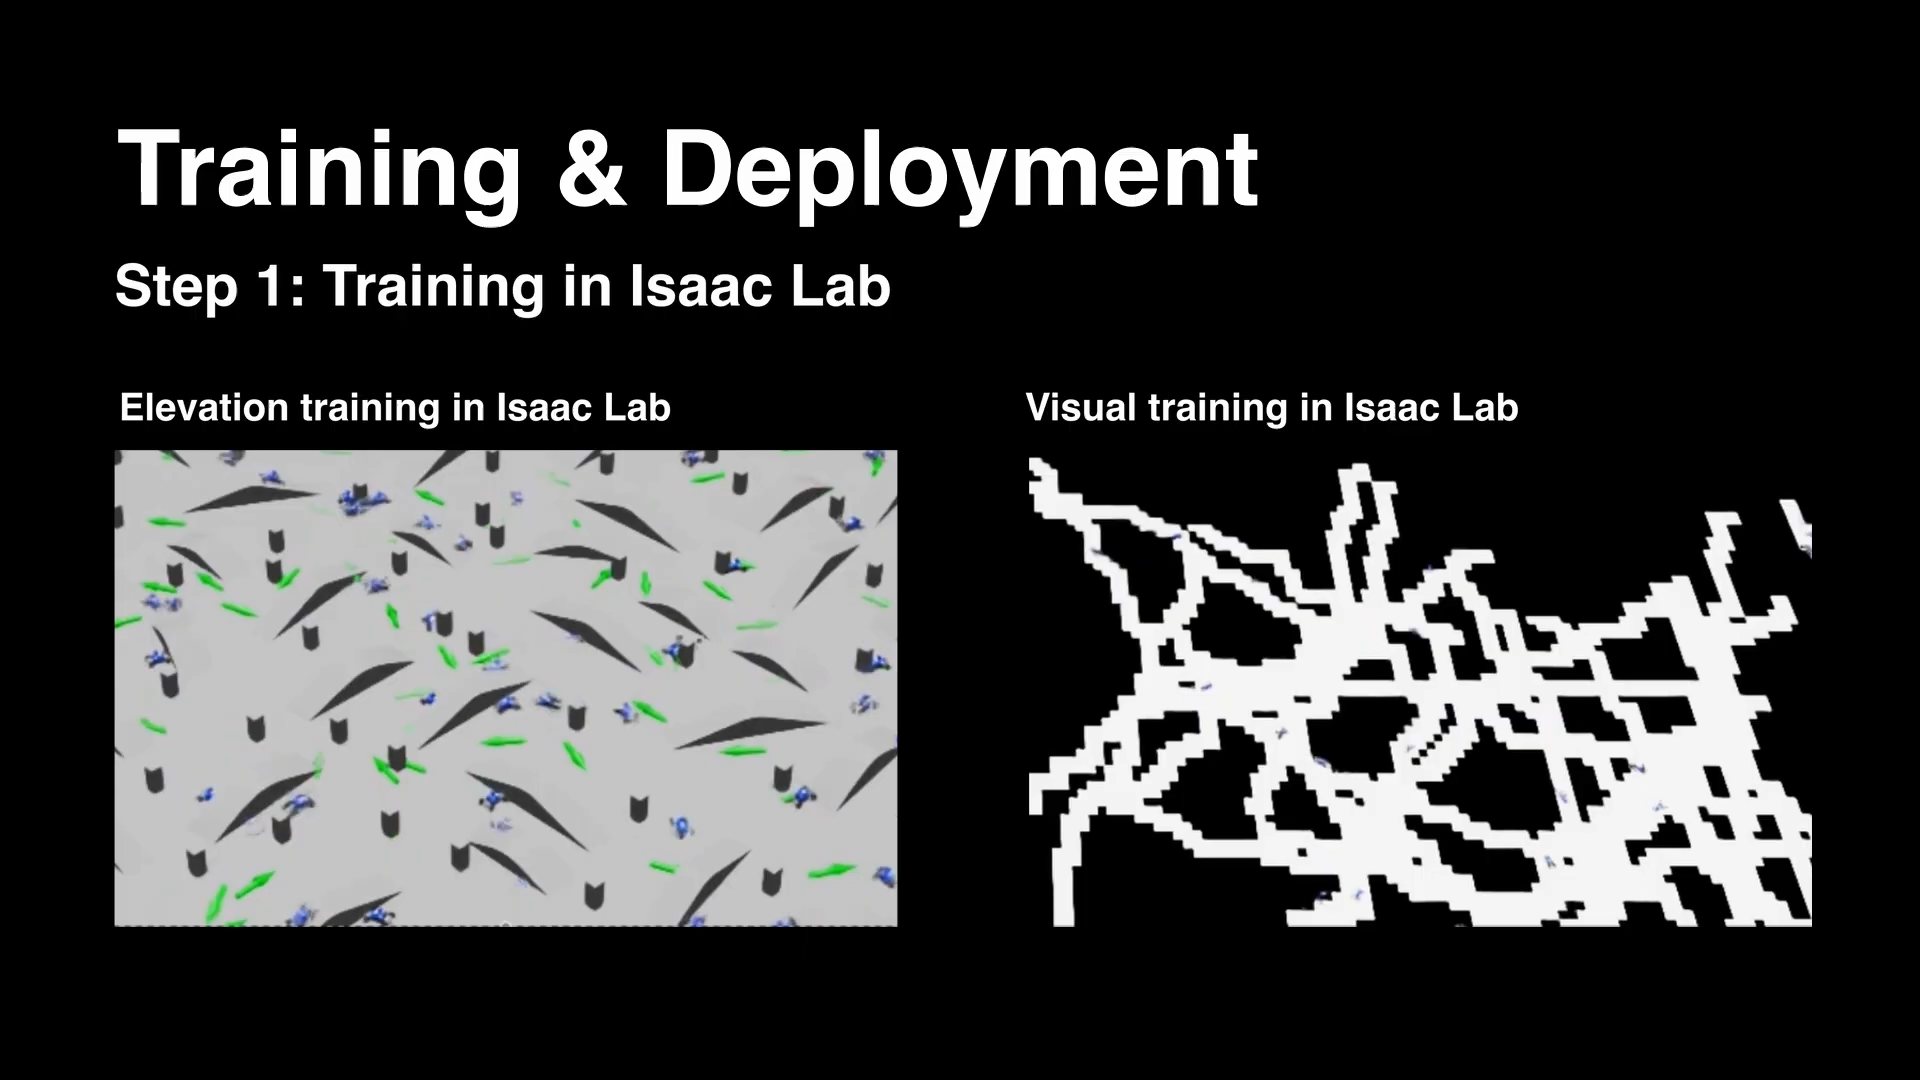 Training & Deployment
Step 1: Training in Isaac Lab
Elevation training in Isaac Lab
Visual training in Isaac Lab